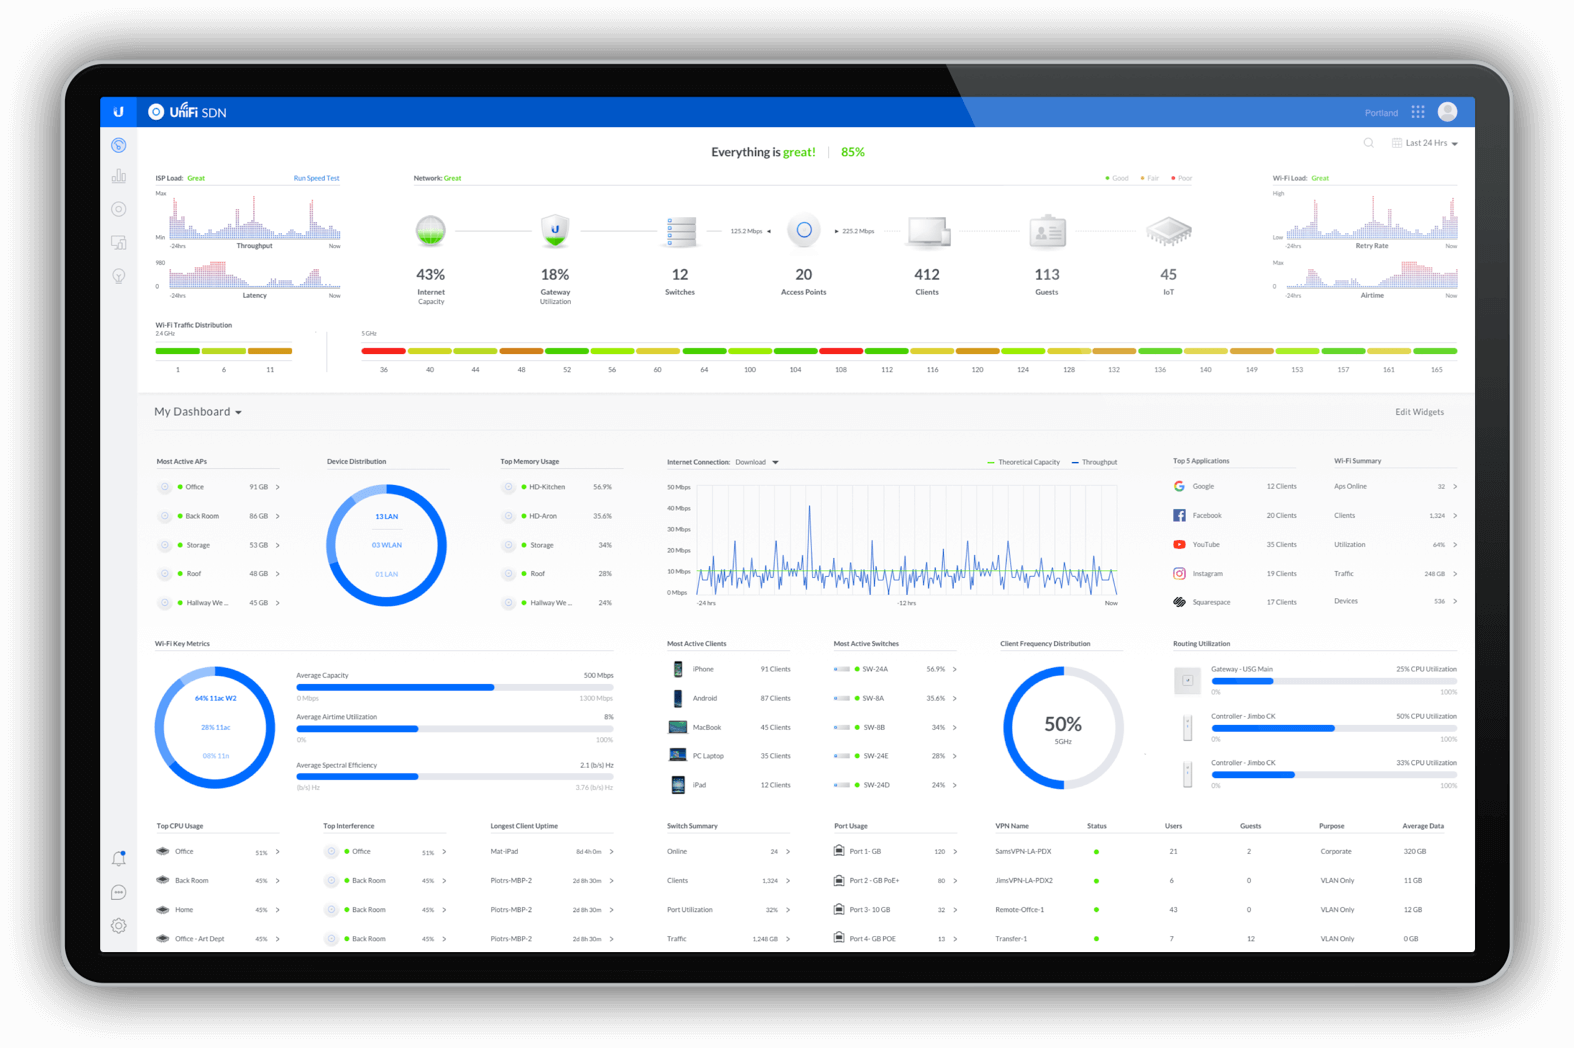 UniFi SDN
Portland
Everything is great! | 85%
Last 24 Hrs
ISP Load: Great
Run Speed Test
Max
Min
-24hrs
Throughput
Now
980
0
-24hrs
Latency
Now
Network: Great
Good
Fair
Poor
125.2 Mbps
225.2 Mbps
43%
Internet
Capacity
18%
Gateway
Utilization
12
Switches
20
Access Points
412
Clients
113
Guests
45
IoT
Wi-Fi Load: Great
High
Low
-24hrs
Retry Rate
Now
Max
0
-24hrs
Airtime
Now
Wi-Fi Traffic Distribution
2.4 GHz
1 6 11
5 GHz
36 40 44 48 52 56 60 64 100 104 108 112 116 120 124 128 132 136 140 149 153 157 161 165
My Dashboard
Edit Widgets
Most Active APs
Office 91 GB
Back Room 86 GB
Storage 53 GB
Roof 48 GB
Hallway We ... 45 GB
Device Distribution
13 LAN
03 WLAN
01 LAN
Top Memory Usage
HD-Kitchen 56.9%
HD-Aron 35.6%
Storage 34%
Roof 28%
Hallway We ... 24%
Internet Connection: Download
Theoretical Capacity
Throughput
50 Mbps
40 Mbps
30 Mbps
20 Mbps
10 Mbps
0 Mbps
-24 hrs
-12 hrs
Now
Top 5 Applications
Google 12 Clients
Facebook 20 Clients
YouTube 35 Clients
Instagram 19 Clients
Squarespace 17 Clients
Wi-Fi Summary
Aps Online 32
Clients 1,324
Utilization 64%
Traffic 248 GB
Devices 536
Wi-Fi Key Metrics
64% 11ac W2
28% 11ac
08% 11n
Average Capacity 500 Mbps
0 Mbps 1300 Mbps
Average Airtime Utilization 8%
0% 100%
Average Spectral Efficiency 2.1 (b/s) Hz
(b/s) Hz 3.76 (b/s) Hz
Most Active Clients
iPhone 91 Clients
Android 87 Clients
MacBook 45 Clients
PC Laptop 35 Clients
iPad 12 Clients
Most Active Switches
SW-24A 56.9%
SW-8A 35.6%
SW-8B 34%
SW-24E 28%
SW-24D 24%
Client Frequency Distribution
50%
5GHz
Routing Utilization
Gateway - USG Main 25% CPU Utilization
0% 100%
Controller - Jimbo CK 50% CPU Utilization
0% 100%
Controller - Jimbo CK 33% CPU Utilization
0% 100%
Top CPU Usage
Office 51%
Back Room 45%
Home 45%
Office - Art Dept 45%
Top Interference
Office 51%
Back Room 45%
Back Room 45%
Back Room 45%
Longest Client Uptime
Mat-iPad 8d 4h 0m
Piotrs-MBP-2 2d 8h 30m
Piotrs-MBP-2 2d 8h 30m
Piotrs-MBP-2 2d 8h 30m
Switch Summary
Online 24
Clients 1,324
Port Utilization 32%
Traffic 1,248 GB
Port Usage
Port 1- GB 120
Port 2 - GB PoE+ 80
Port 3- 10 GB 32
Port 4- GB POE 13
VPN Name Status Users Guests Purpose Average Data
SamsVPN-LA-PDX 21 2 Corporate 320 GB
JimsVPN-LA-PDX2 6 0 VLAN Only 11 GB
Remote-Offce-1 43 0 VLAN Only 12 GB
Transfer-1 7 12 VLAN Only 0 GB